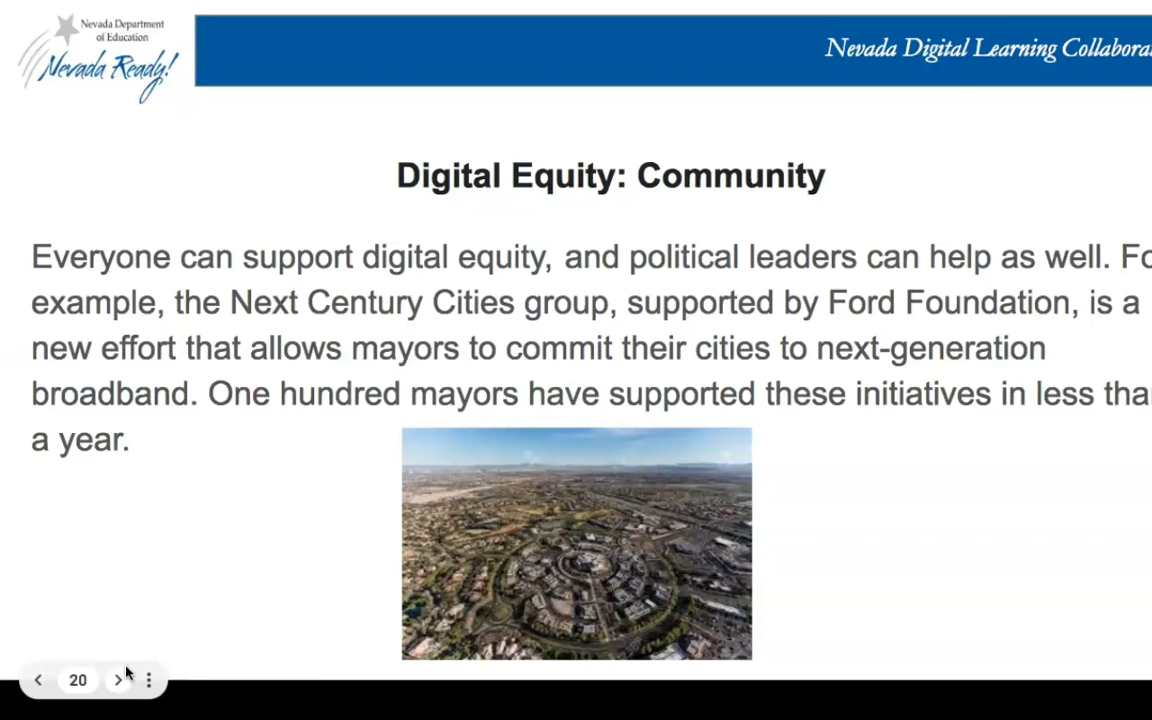 Nevada Department
of Education
Nevada Ready!
Nevada Digital Learning Collabora
Digital Equity: Community
Everyone can support digital equity, and political leaders can help as well. Fo
example, the Next Century Cities group, supported by Ford Foundation, is a
new effort that allows mayors to commit their cities to next-generation
broadband. One hundred mayors have supported these initiatives in less tha
a year.
20